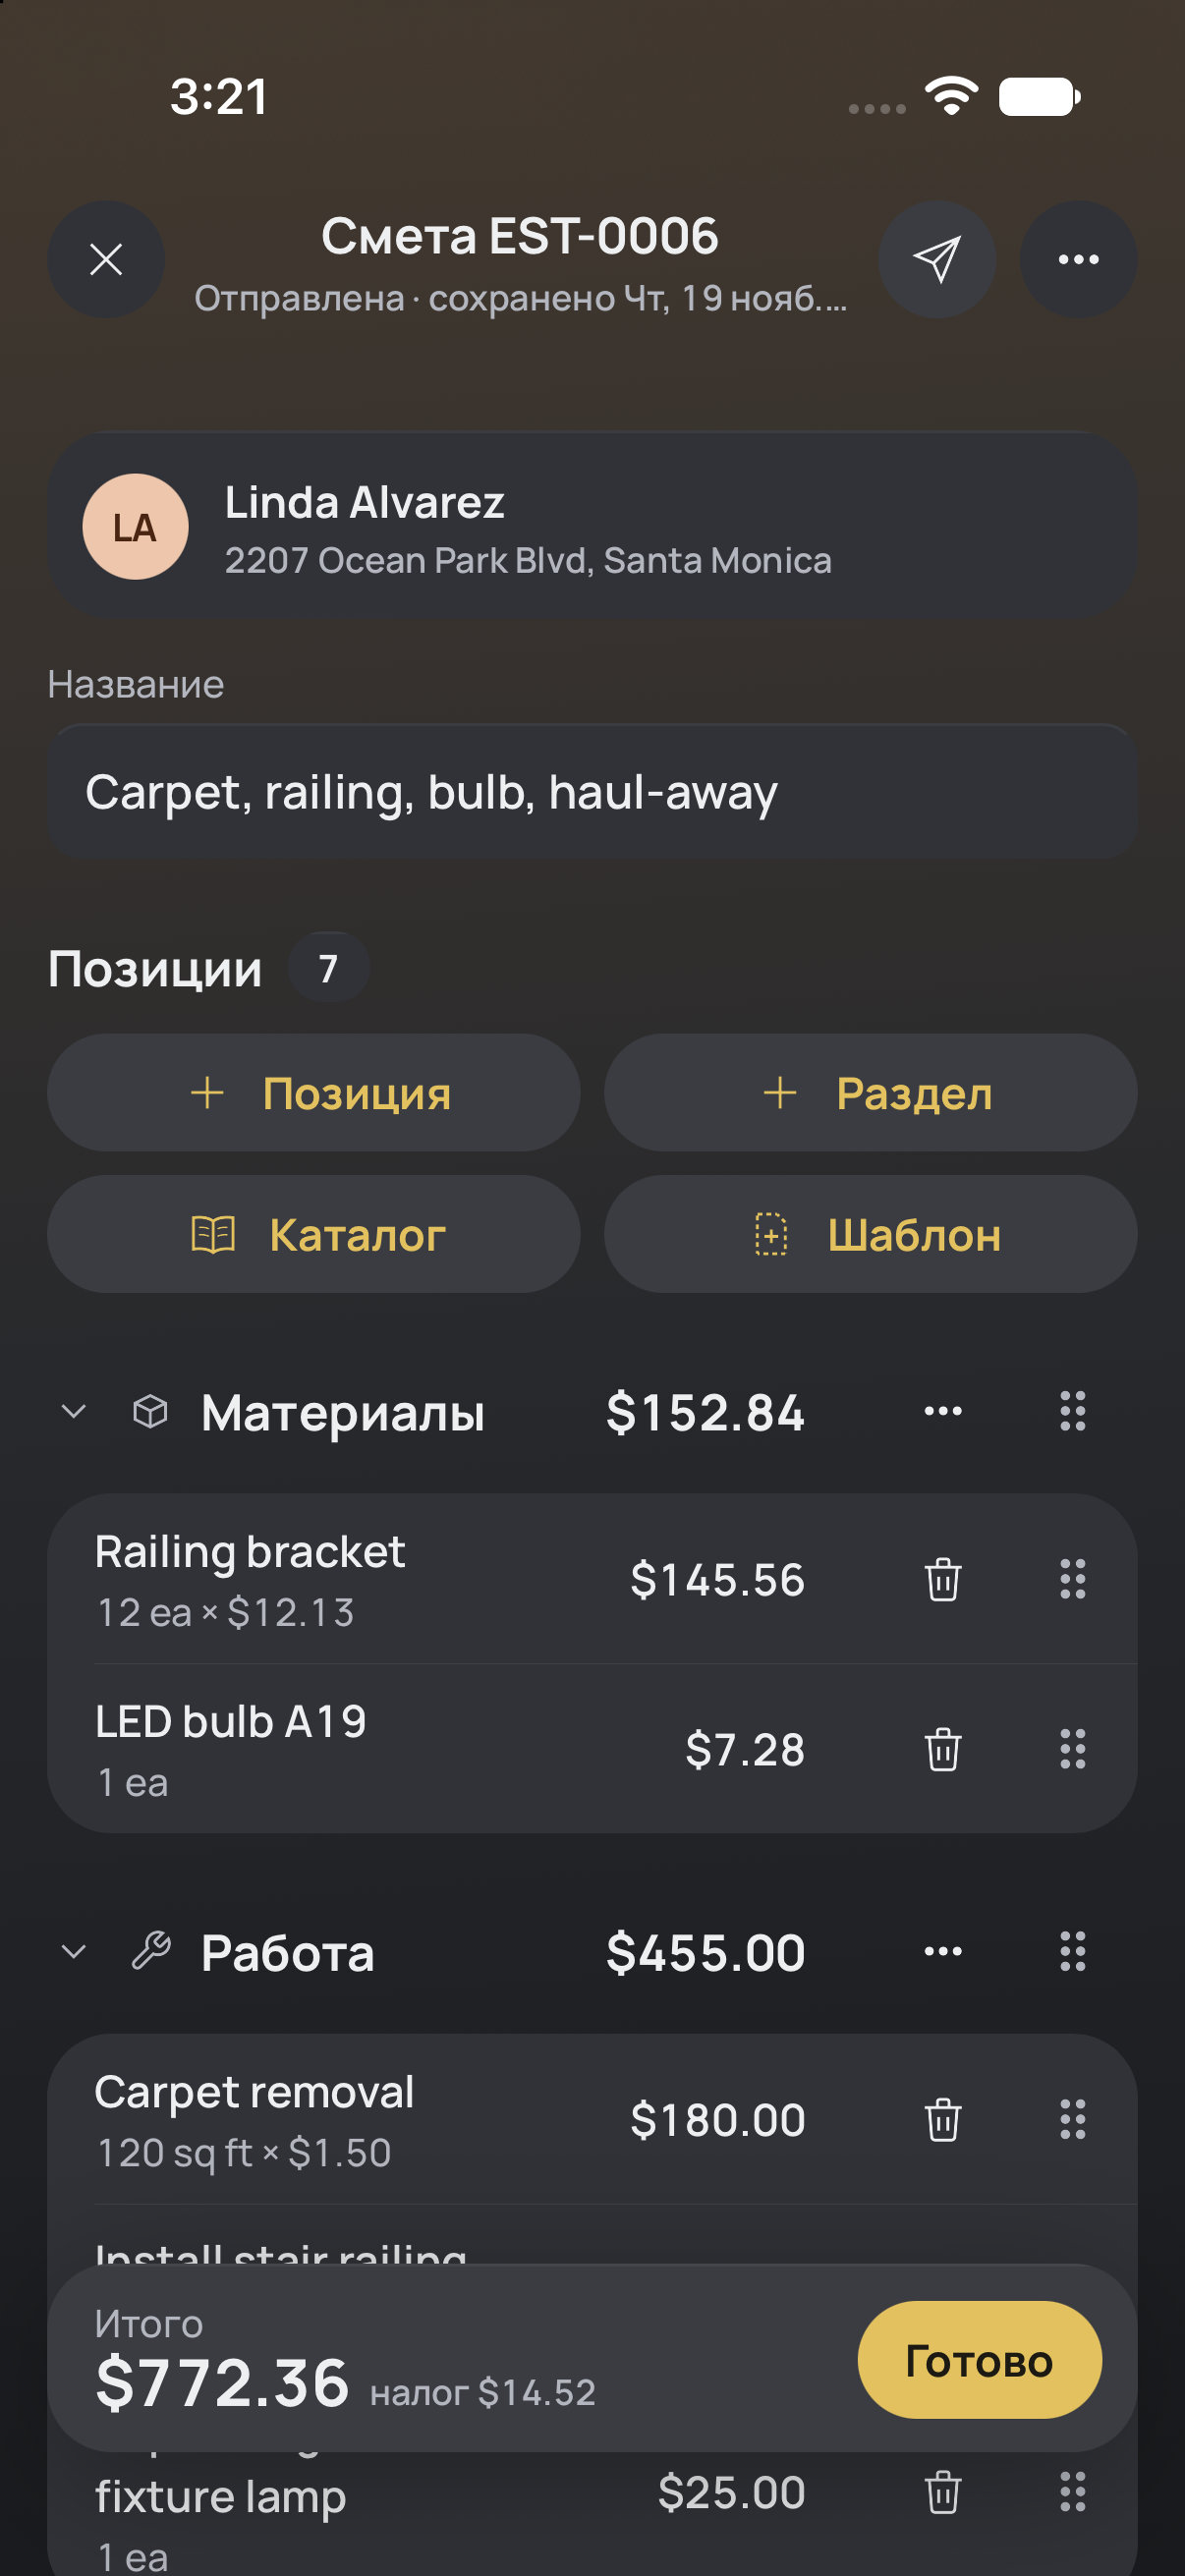 3:21
Смета EST-0006
Отправлена · сохранено Чт, 19 нояб....
LA
Linda Alvarez
2207 Ocean Park Blvd, Santa Monica
Название
Carpet, railing, bulb, haul-away
Позиции 7
Позиция
Раздел
Каталог
Шаблон
Материалы $152.84
Railing bracket
12 ea × $12.13
$145.56
LED bulb A19
1 ea
$7.28
Работа $455.00
Carpet removal
120 sq ft × $1.50
$180.00
Install stair railing
Итого
$772.36 налог $14.52
Готово
fixture lamp
$25.00
1 ea